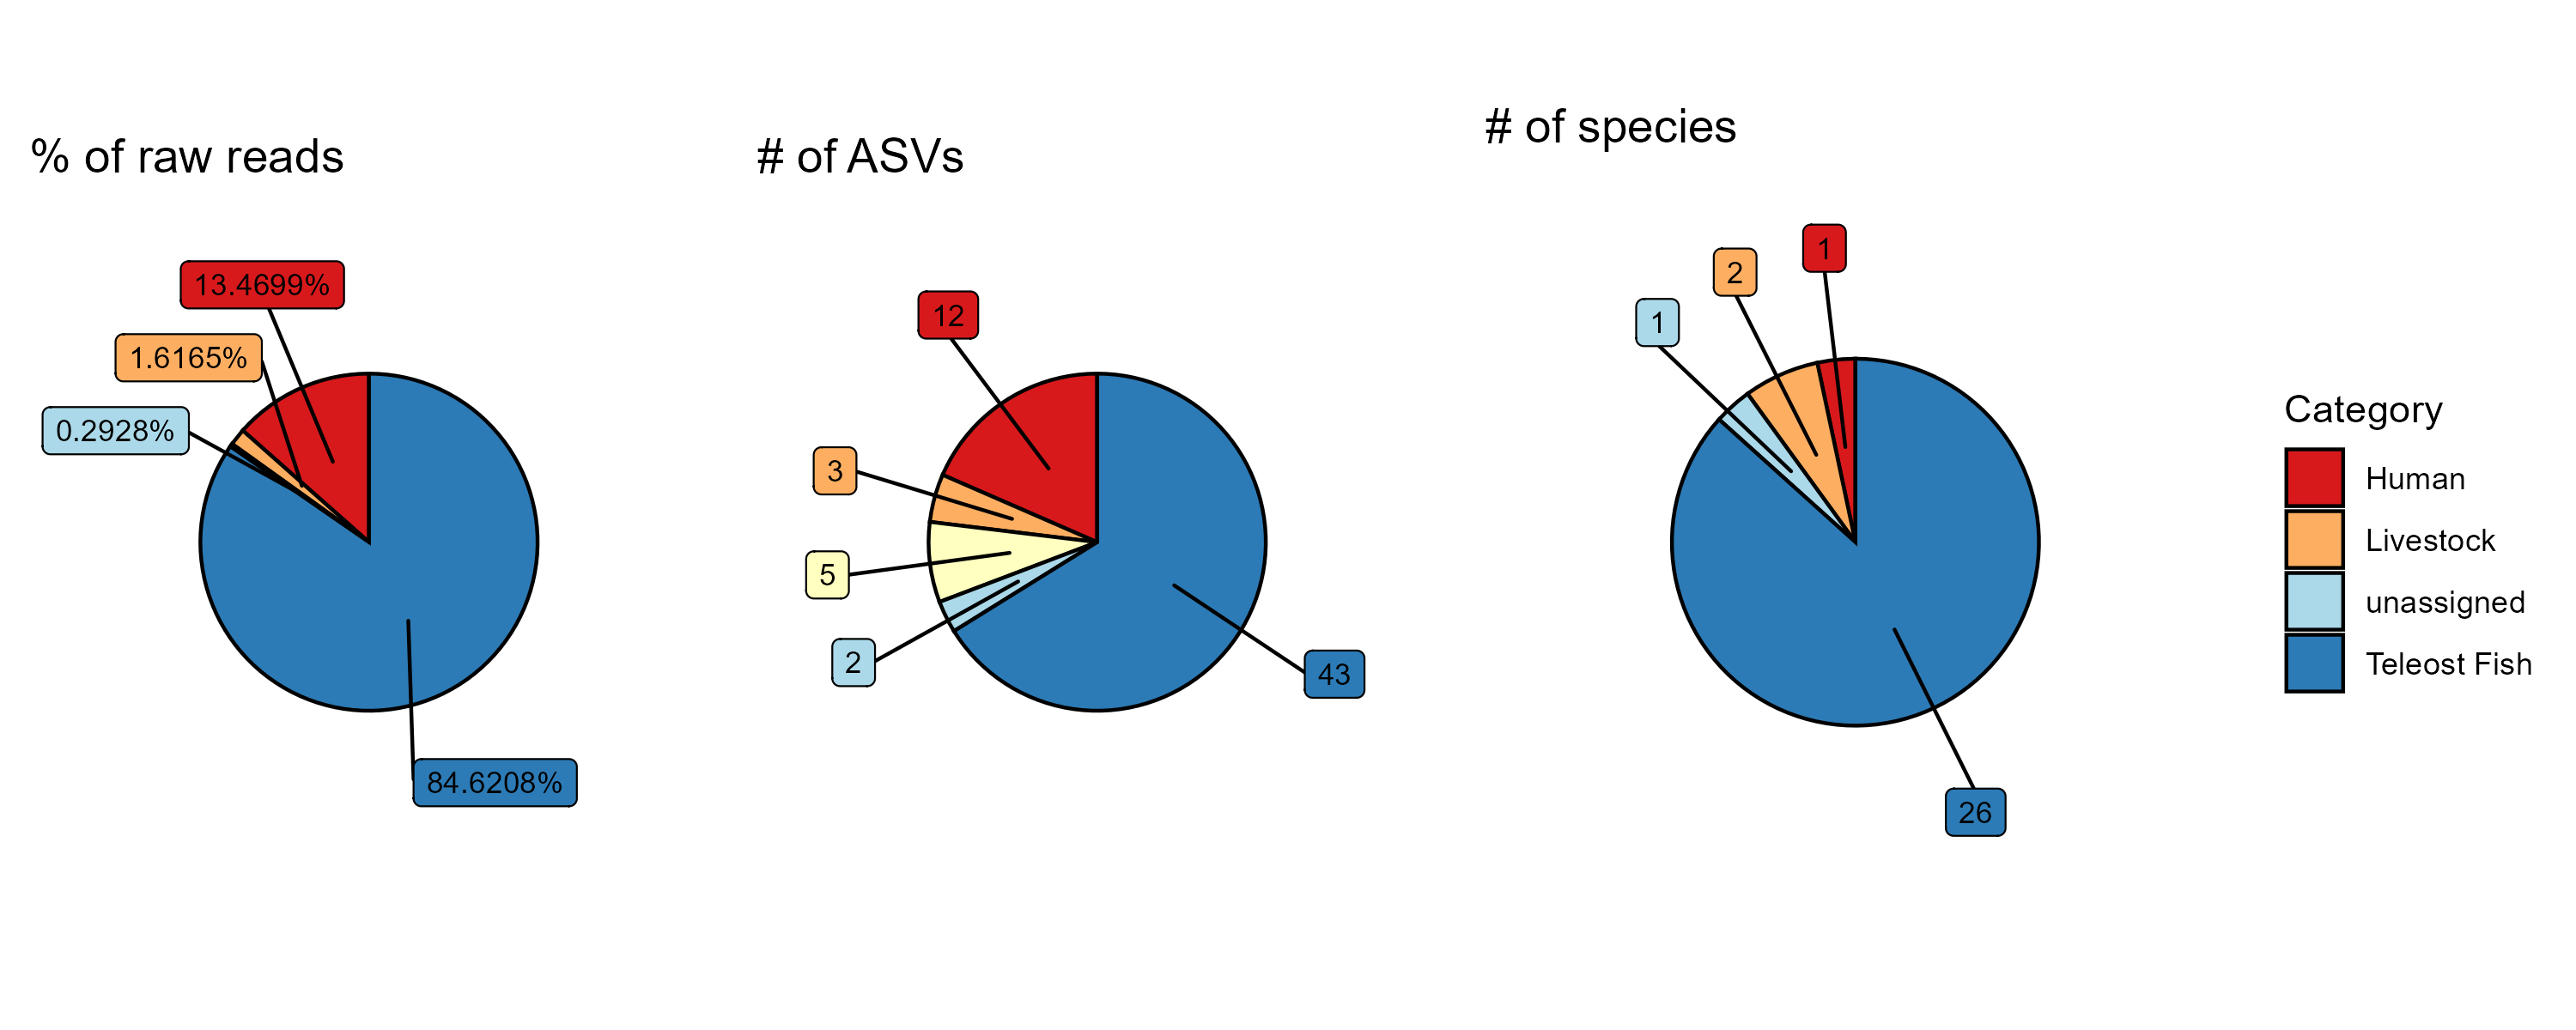 % of raw reads
13.4699%
1.6165%
0.2928%
84.6208%
# of ASVs
12
3
5
2
43
# of species
1
2
1
26
Category
Human
Livestock
unassigned
Teleost Fish